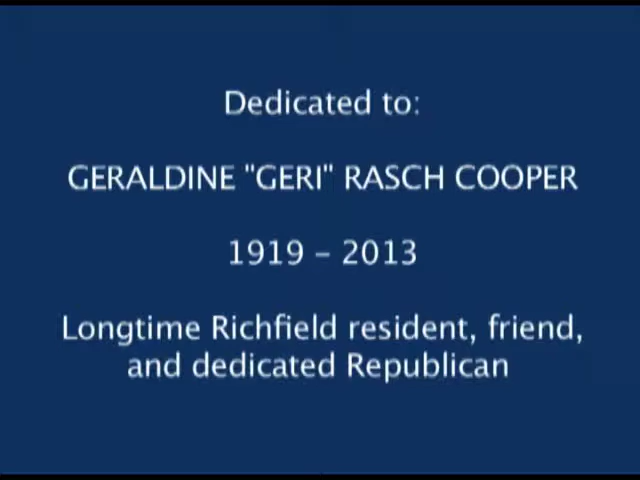 Dedicated to:
GERALDINE "GERI" RASCH COOPER
1919 – 2013
Longtime Richfield resident, friend,
and dedicated Republican